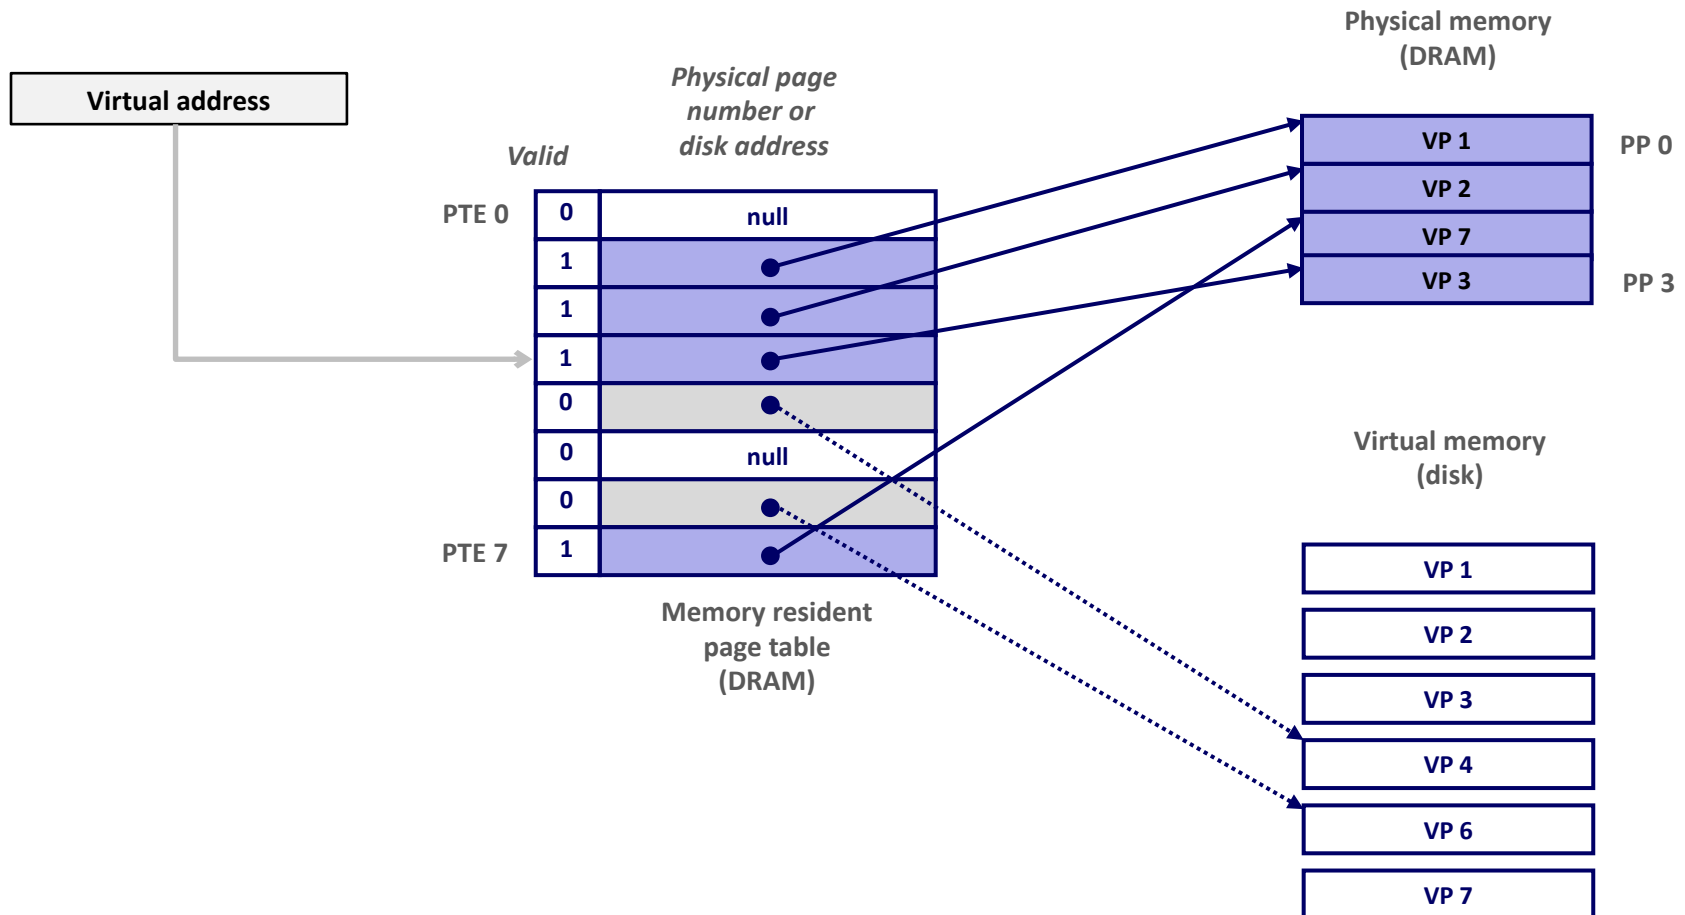 Physical memory
(DRAM)
Virtual address
Physical page
number or
disk address
Valid
VP 1
PP 0
VP 2
VP 7
VP 3
PP 3
PTE 0
0
null
1
1
1
0
0
null
0
PTE 7
1
Memory resident
page table
(DRAM)
Virtual memory
(disk)
VP 1
VP 2
VP 3
VP 4
VP 6
VP 7